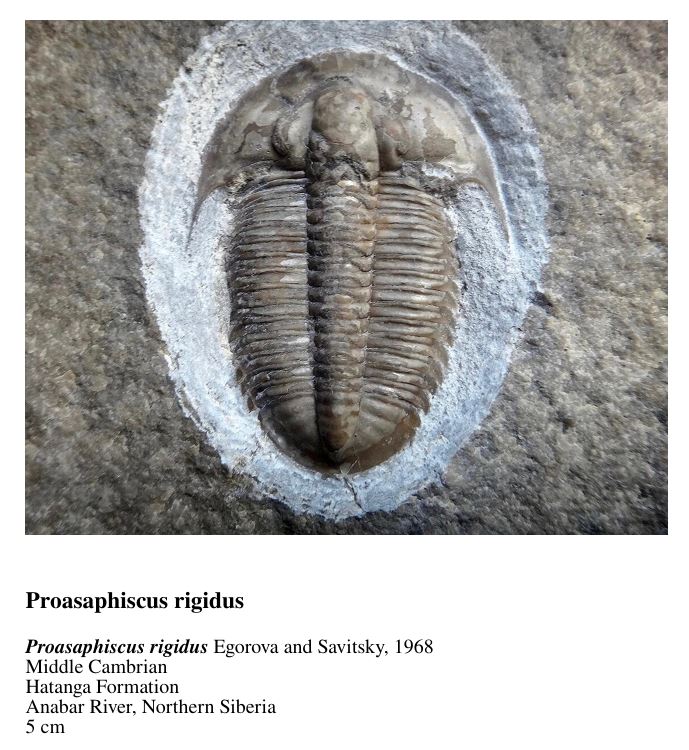 Proasaphiscus rigidus
Proasaphiscus rigidus Egorova and Savitsky, 1968
Middle Cambrian
Hatanga Formation
Anabar River, Northern Siberia
5 cm